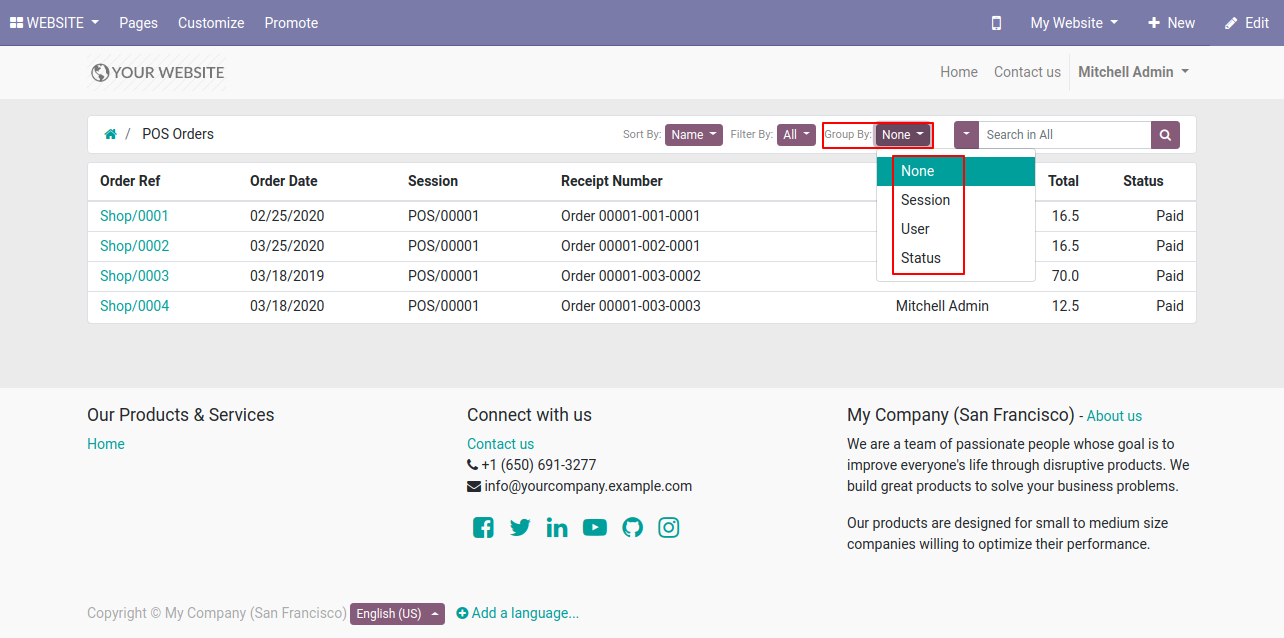 WEBSITE Pages Customize Promote My Website New Edit
YOUR WEBSITE Home Contact us Mitchell Admin
/ POS Orders Sort By: Name Filter By: All Group By: None Search in All
None
Session
User
Status
Order Ref Order Date Session Receipt Number Total Status
Shop/0001 02/25/2020 POS/00001 Order 00001-001-0001 16.5 Paid
Shop/0002 03/25/2020 POS/00001 Order 00001-002-0001 16.5 Paid
Shop/0003 03/18/2019 POS/00001 Order 00001-003-0002 70.0 Paid
Shop/0004 03/18/2020 POS/00001 Order 00001-003-0003 Mitchell Admin 12.5 Paid
Our Products & Services
Home
Connect with us
Contact us
+1 (650) 691-3277
info@yourcompany.example.com
My Company (San Francisco) - About us
We are a team of passionate people whose goal is to
improve everyone's life through disruptive products. We
build great products to solve your business problems.
Our products are designed for small to medium size
companies willing to optimize their performance.
Copyright © My Company (San Francisco) English (US) Add a language...